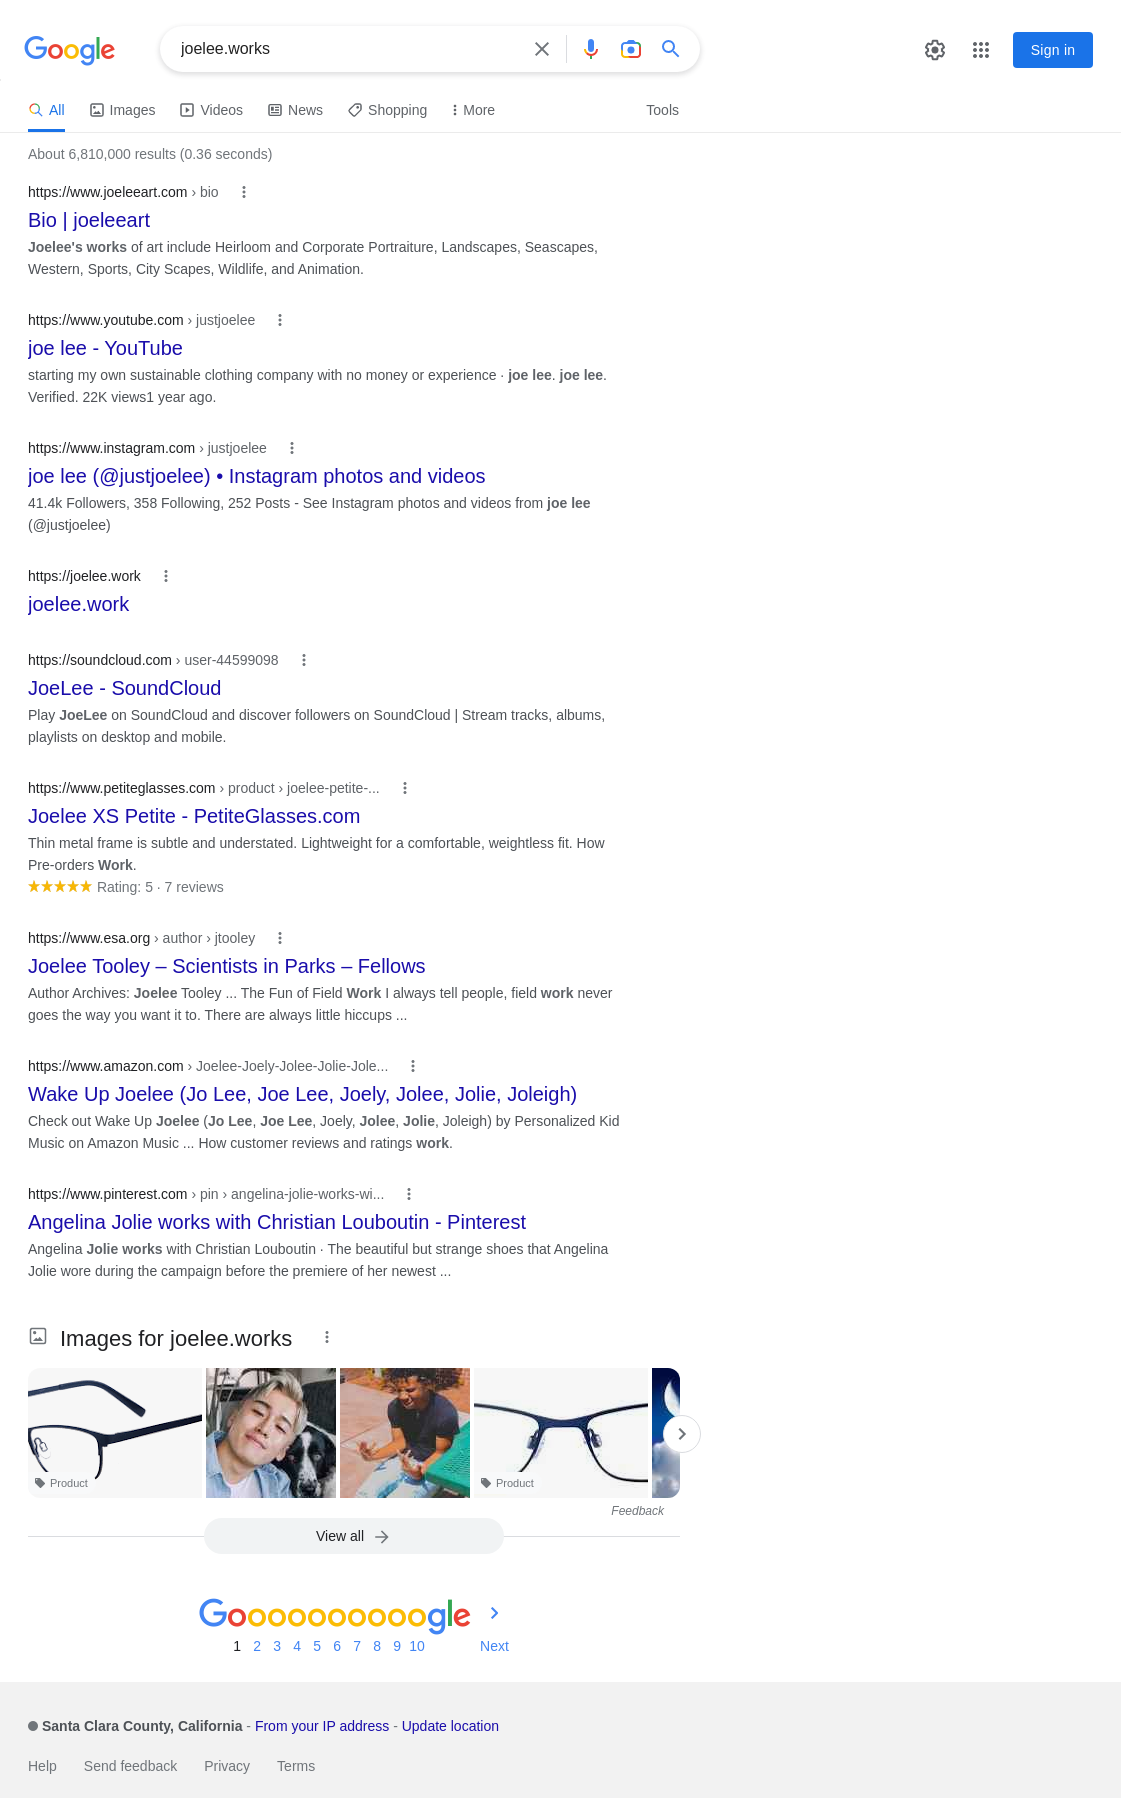 Google
joelee.works
Sign in
All
Images
Videos
News
Shopping
More
Tools
About 6,810,000 results (0.36 seconds)
https://www.joeleeart.com › bio
Bio | joeleeart
Joelee's works of art include Heirloom and Corporate Portraiture, Landscapes, Seascapes,
Western, Sports, City Scapes, Wildlife, and Animation.
https://www.youtube.com › justjoelee
joe lee - YouTube
starting my own sustainable clothing company with no money or experience · joe lee. joe lee.
Verified. 22K views1 year ago.
https://www.instagram.com › justjoelee
joe lee (@justjoelee) • Instagram photos and videos
41.4k Followers, 358 Following, 252 Posts - See Instagram photos and videos from joe lee
(@justjoelee)
https://joelee.work
joelee.work
https://soundcloud.com › user-44599098
JoeLee - SoundCloud
Play JoeLee on SoundCloud and discover followers on SoundCloud | Stream tracks, albums,
playlists on desktop and mobile.
https://www.petiteglasses.com › product › joelee-petite-...
Joelee XS Petite - PetiteGlasses.com
Thin metal frame is subtle and understated. Lightweight for a comfortable, weightless fit. How
Pre-orders Work.
Rating: 5 · 7 reviews
https://www.esa.org › author › jtooley
Joelee Tooley – Scientists in Parks – Fellows
Author Archives: Joelee Tooley ... The Fun of Field Work I always tell people, field work never
goes the way you want it to. There are always little hiccups ...
https://www.amazon.com › Joelee-Joely-Jolee-Jolie-Jole...
Wake Up Joelee (Jo Lee, Joe Lee, Joely, Jolee, Jolie, Joleigh)
Check out Wake Up Joelee (Jo Lee, Joe Lee, Joely, Jolee, Jolie, Joleigh) by Personalized Kid
Music on Amazon Music ... How customer reviews and ratings work.
https://www.pinterest.com › pin › angelina-jolie-works-wi...
Angelina Jolie works with Christian Louboutin - Pinterest
Angelina Jolie works with Christian Louboutin · The beautiful but strange shoes that Angelina
Jolie wore during the campaign before the premiere of her newest ...
Images for joelee.works
Product
Product
Feedback
View all
Goooooooooogle
1 2 3 4 5 6 7 8 9 10 Next
Santa Clara County, California - From your IP address - Update location
Help Send feedback Privacy Terms